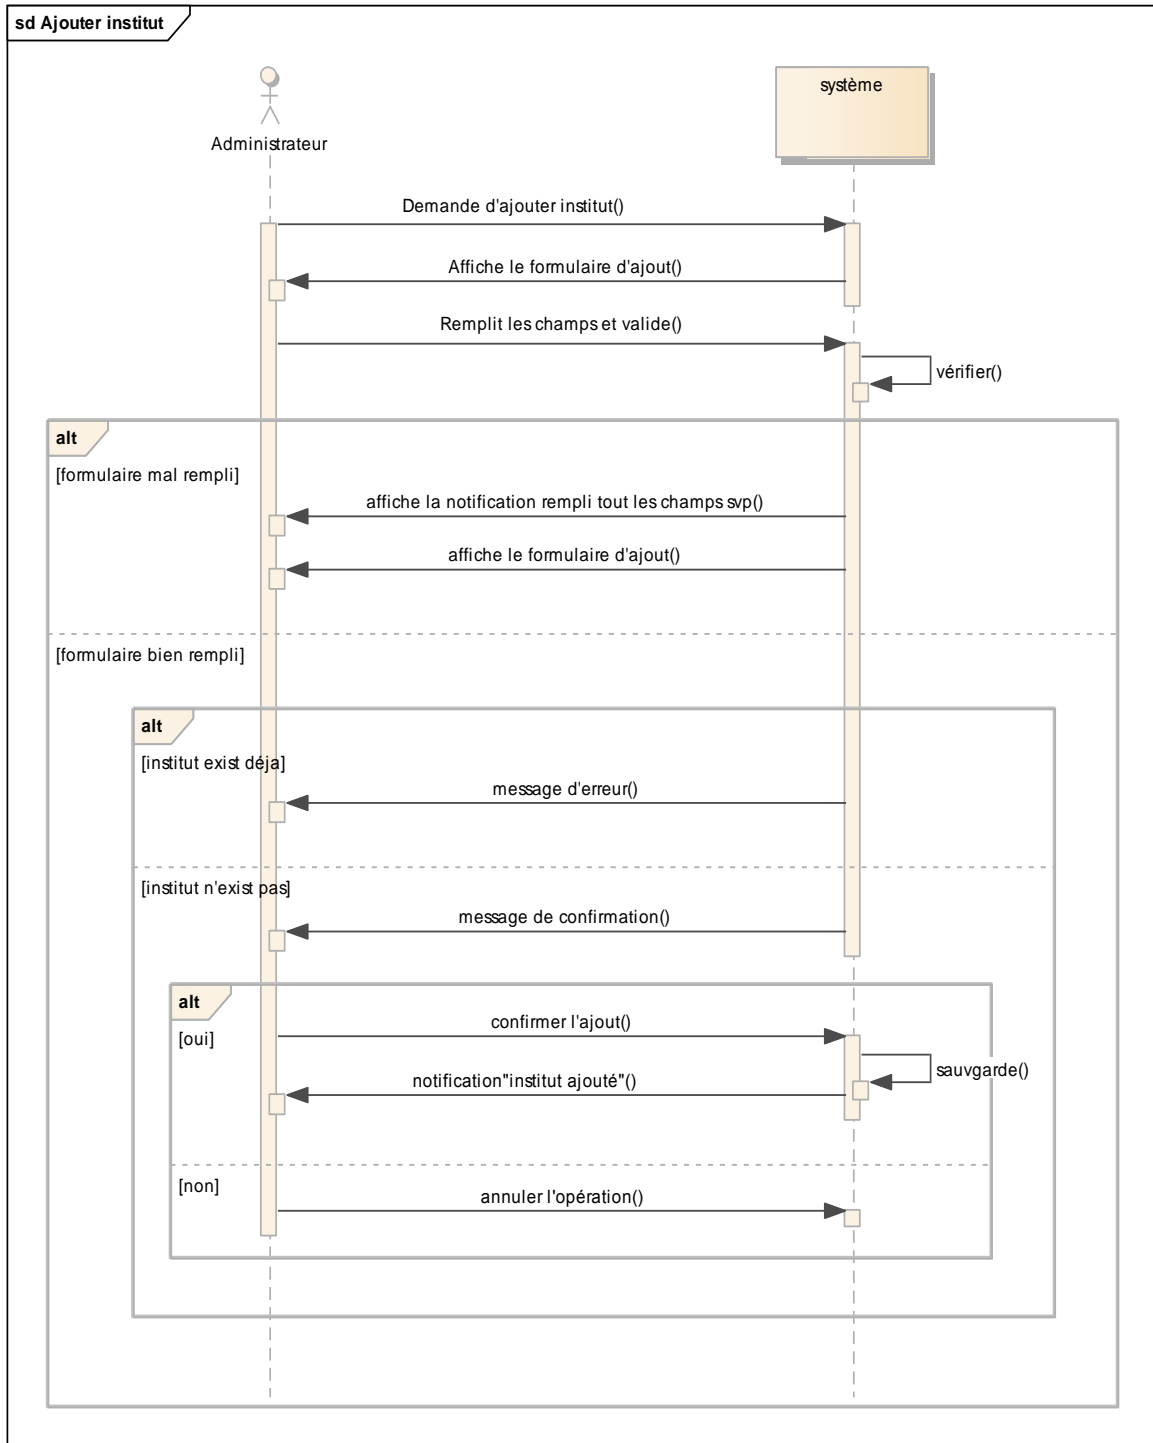 sd Ajouter institut
système
Administrateur
Demande d'ajouter institut()
Affiche le formulaire d'ajout()
Remplit les champs et valide()
vérifier()
alt
[formulaire mal rempli]
affiche la notification rempli tout les champs svp()
affiche le formulaire d'ajout()
[formulaire bien rempli]
alt
[institut exist déja]
message d'erreur()
[institut n'exist pas]
message de confirmation()
alt
confirmer l'ajout()
[oui]
sauvgarde()
notification"institut ajouté"()
[non]
annuler l'opération()